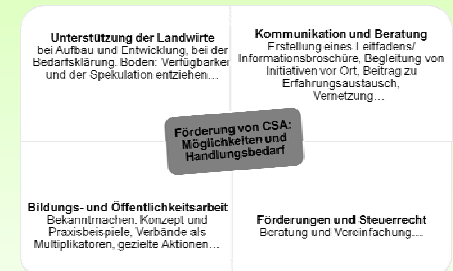 Unterstützung der Landwirte
bei Aufbau und Entwicklung, bei der
Bedarfsklärung. Boden: Verfügbarkeit
und der Spekulation entziehen…
Kommunikation und Beratung
Erstellung eines Leitfadens/
Informationsbroschüre, Begleitung von
Initiativen vor Ort, Beitrag zu
Erfahrungsaustausch,
Vernetzung…
Förderung von CSA:
Möglichkeiten und
Handlungsbedarf
Bildungs- und Öffentlichkeitsarbeit
Bekanntmachen. Konzept und
Praxisbeispiele, Verbände als
Multiplikatoren, gezielte Aktionen…
Förderungen und Steuerrecht
Beratung und Vereinfachung…